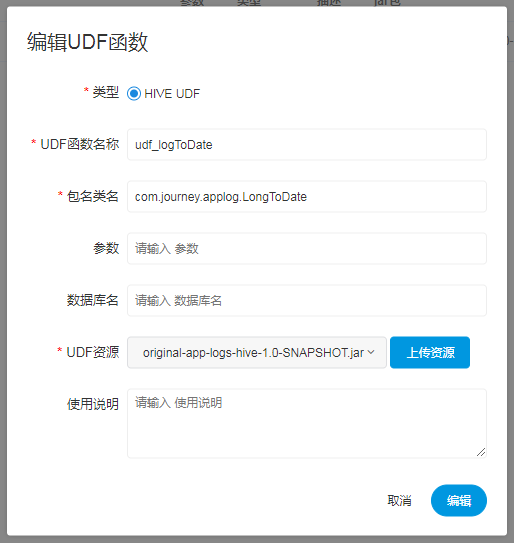 参数 类型 描述 jar包
编辑UDF函数
* 类型 HIVE UDF
* UDF函数名称 udf_logToDate
* 包名类名 com.journey.applog.LongToDate
参数 请输入 参数
数据库名 请输入 数据库名
* UDF资源 original-app-logs-hive-1.0-SNAPSHOT.jar 上传资源
使用说明 请输入 使用说明
取消 编辑